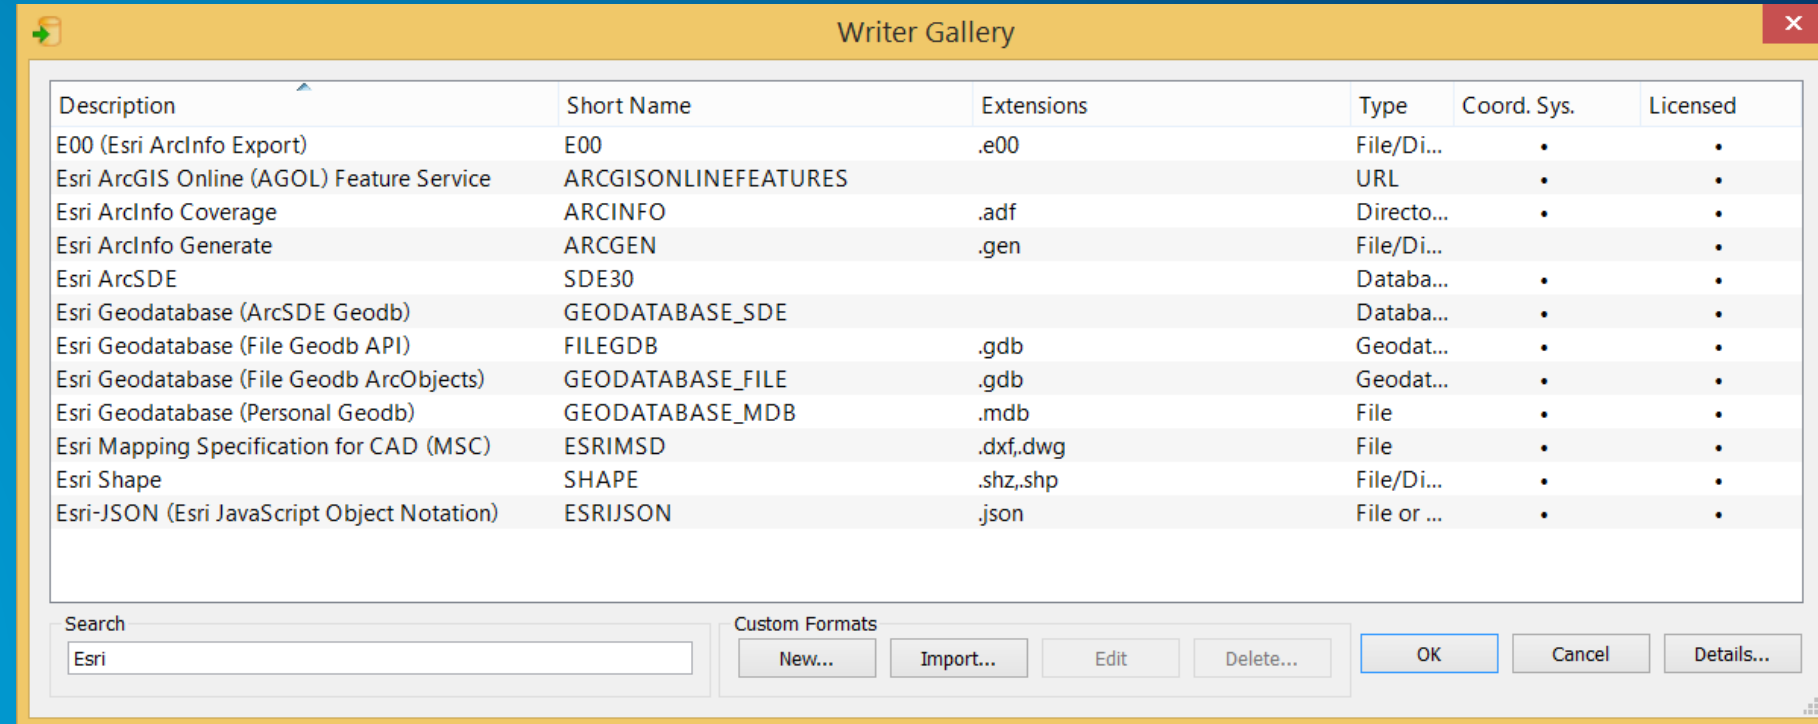 Writer Gallery
Description Short Name Extensions Type Coord. Sys. Licensed
E00 (Esri ArcInfo Export) E00 .e00 File/Di... • •
Esri ArcGIS Online (AGOL) Feature Service ARCGISONLINEFEATURES URL • •
Esri ArcInfo Coverage ARCINFO .adf Directo... • •
Esri ArcInfo Generate ARCGEN .gen File/Di... •
Esri ArcSDE SDE30 Databa... • •
Esri Geodatabase (ArcSDE Geodb) GEODATABASE_SDE Databa... • •
Esri Geodatabase (File Geodb API) FILEGDB .gdb Geodat... • •
Esri Geodatabase (File Geodb ArcObjects) GEODATABASE_FILE .gdb Geodat... • •
Esri Geodatabase (Personal Geodb) GEODATABASE_MDB .mdb File • •
Esri Mapping Specification for CAD (MSC) ESRIMSD .dxf,.dwg File • •
Esri Shape SHAPE .shz,.shp File/Di... • •
Esri-JSON (Esri JavaScript Object Notation) ESRIJSON .json File or ... • •
Search Custom Formats
Esri New... Import... Edit Delete... OK Cancel Details...